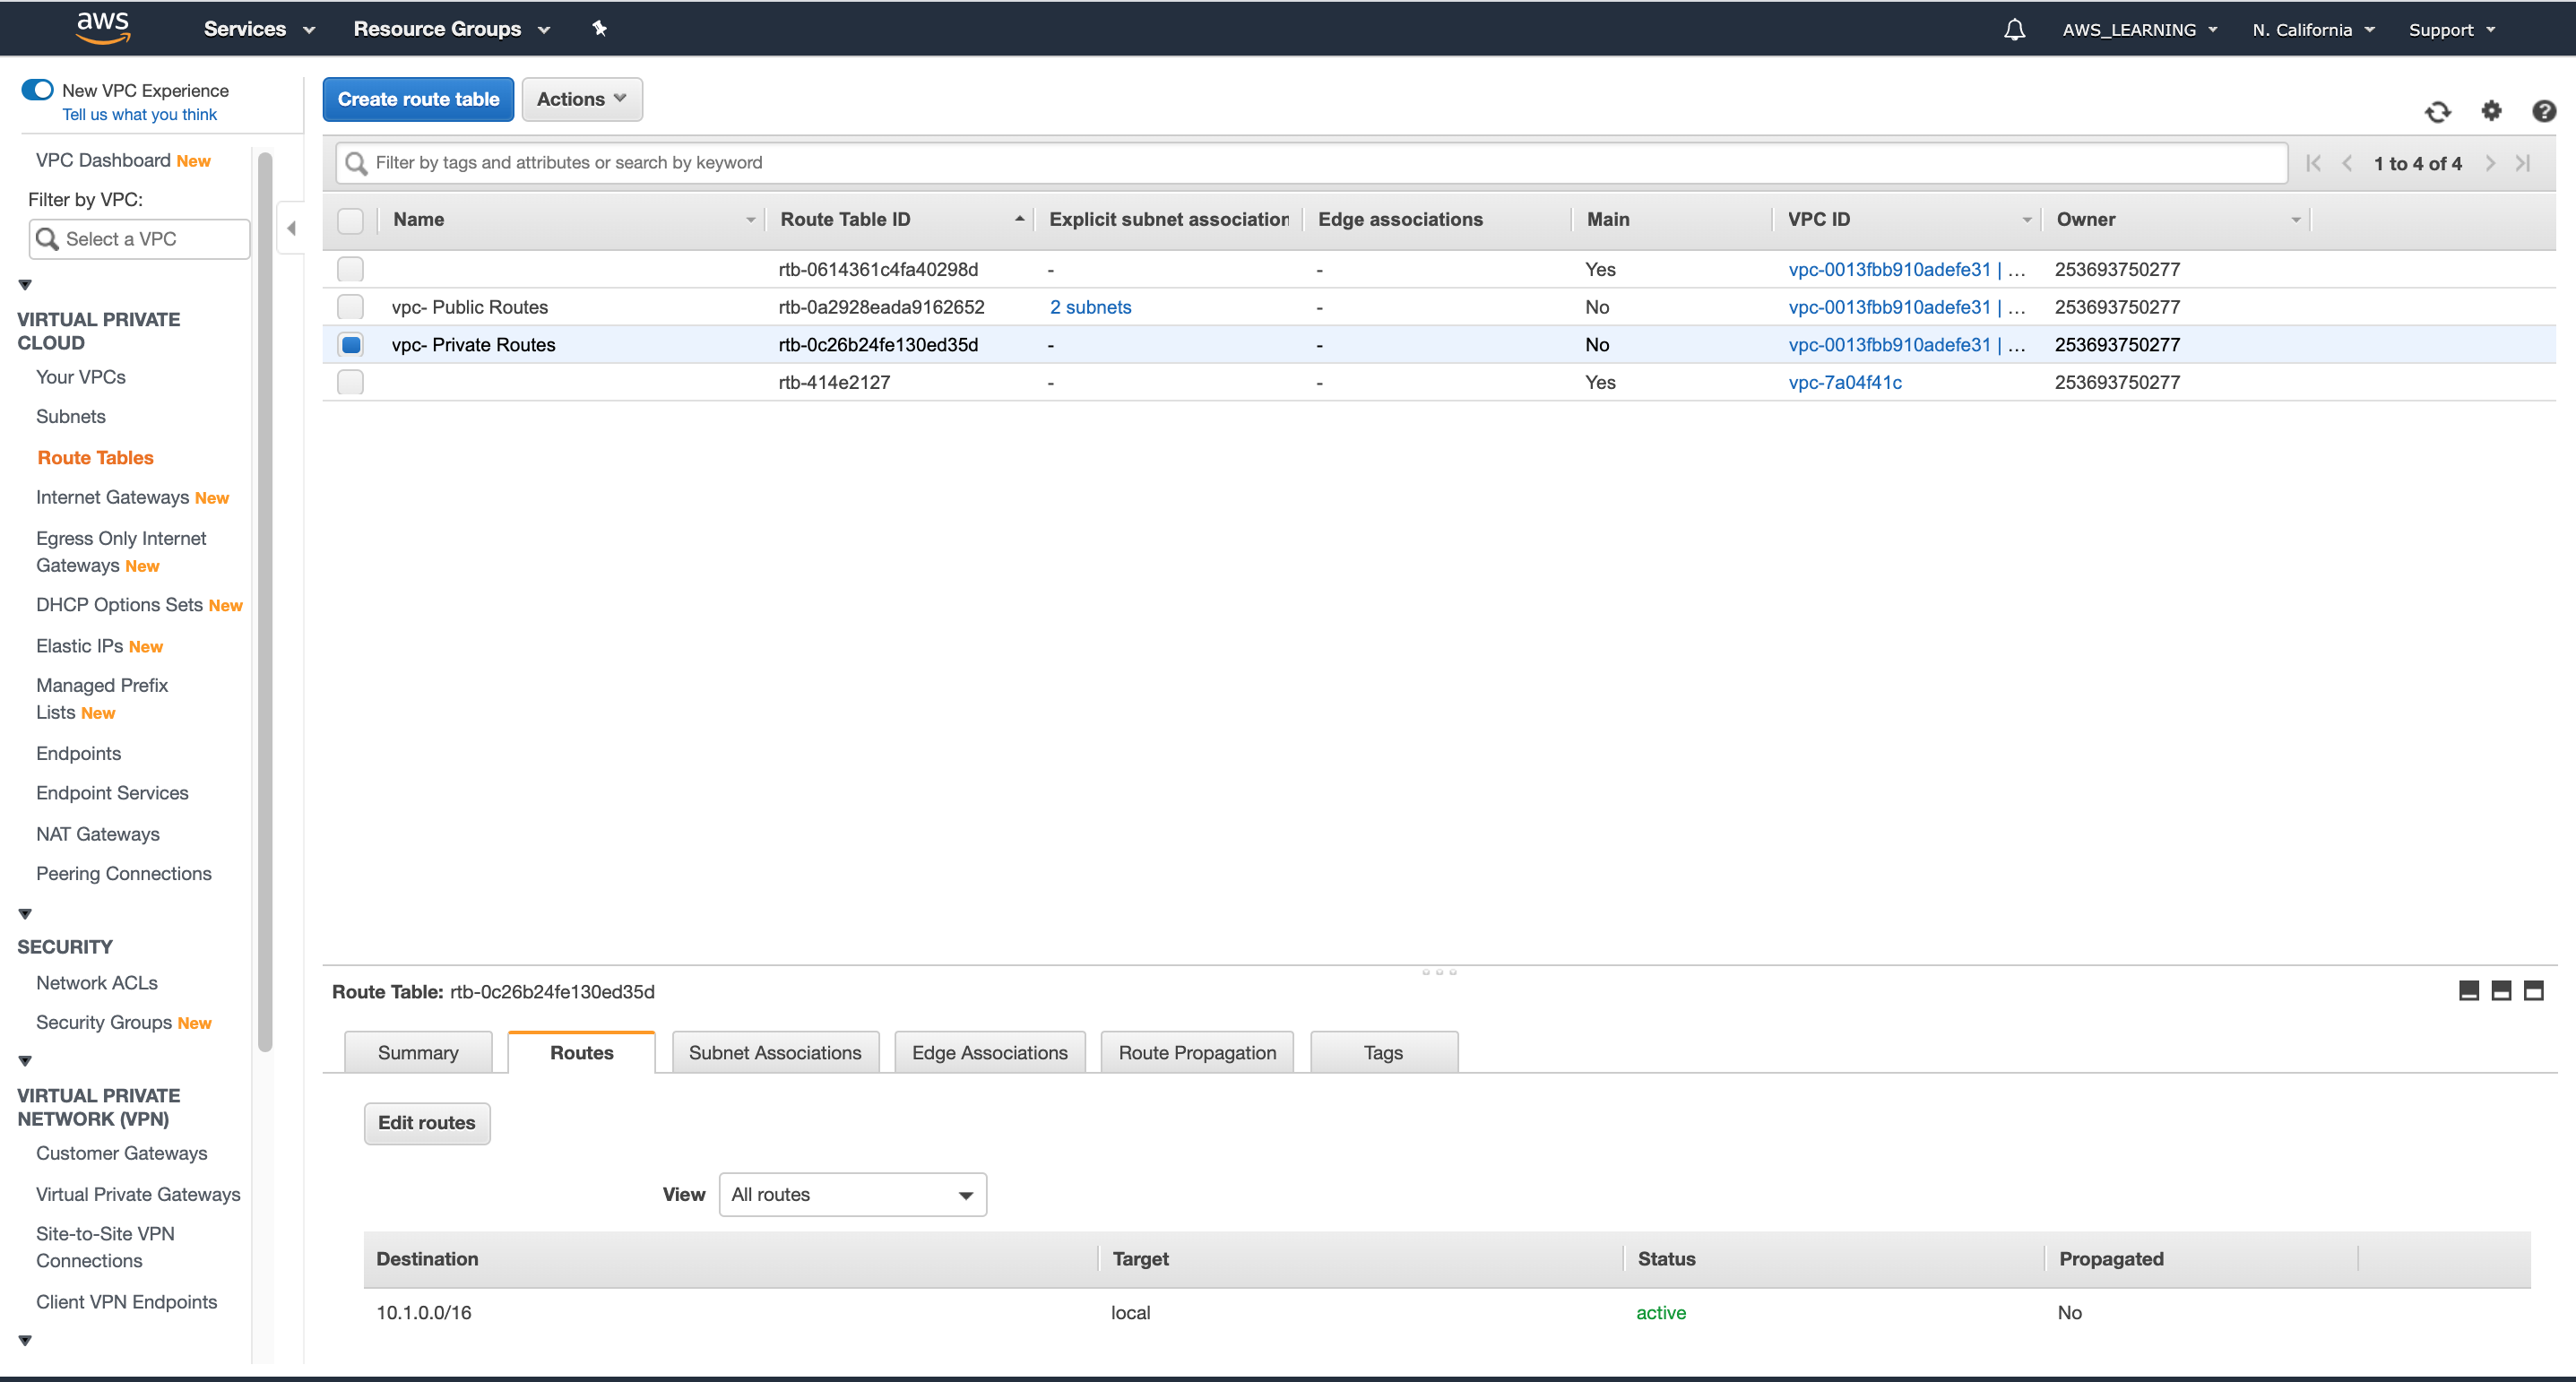 aws Services Resource Groups AWS_LEARNING N. California Support
New VPC Experience
Tell us what you think
VPC Dashboard New
Filter by VPC:
Select a VPC
VIRTUAL PRIVATE
CLOUD
Your VPCs
Subnets
Route Tables
Internet Gateways New
Egress Only Internet
Gateways New
DHCP Options Sets New
Elastic IPs New
Managed Prefix
Lists New
Endpoints
Endpoint Services
NAT Gateways
Peering Connections
SECURITY
Network ACLs
Security Groups New
VIRTUAL PRIVATE
NETWORK (VPN)
Customer Gateways
Virtual Private Gateways
Site-to-Site VPN
Connections
Client VPN Endpoints
Create route table Actions
Filter by tags and attributes or search by keyword 1 to 4 of 4
Name Route Table ID Explicit subnet association Edge associations Main VPC ID Owner
rtb-0614361c4fa40298d - - Yes vpc-0013fbb910adefe31 | ... 253693750277
vpc- Public Routes rtb-0a2928eada9162652 2 subnets - No vpc-0013fbb910adefe31 | ... 253693750277
vpc- Private Routes rtb-0c26b24fe130ed35d - - No vpc-0013fbb910adefe31 | ... 253693750277
rtb-414e2127 - - Yes vpc-7a04f41c 253693750277
Route Table: rtb-0c26b24fe130ed35d
Summary Routes Subnet Associations Edge Associations Route Propagation Tags
Edit routes
View All routes
Destination Target Status Propagated
10.1.0.0/16 local active No